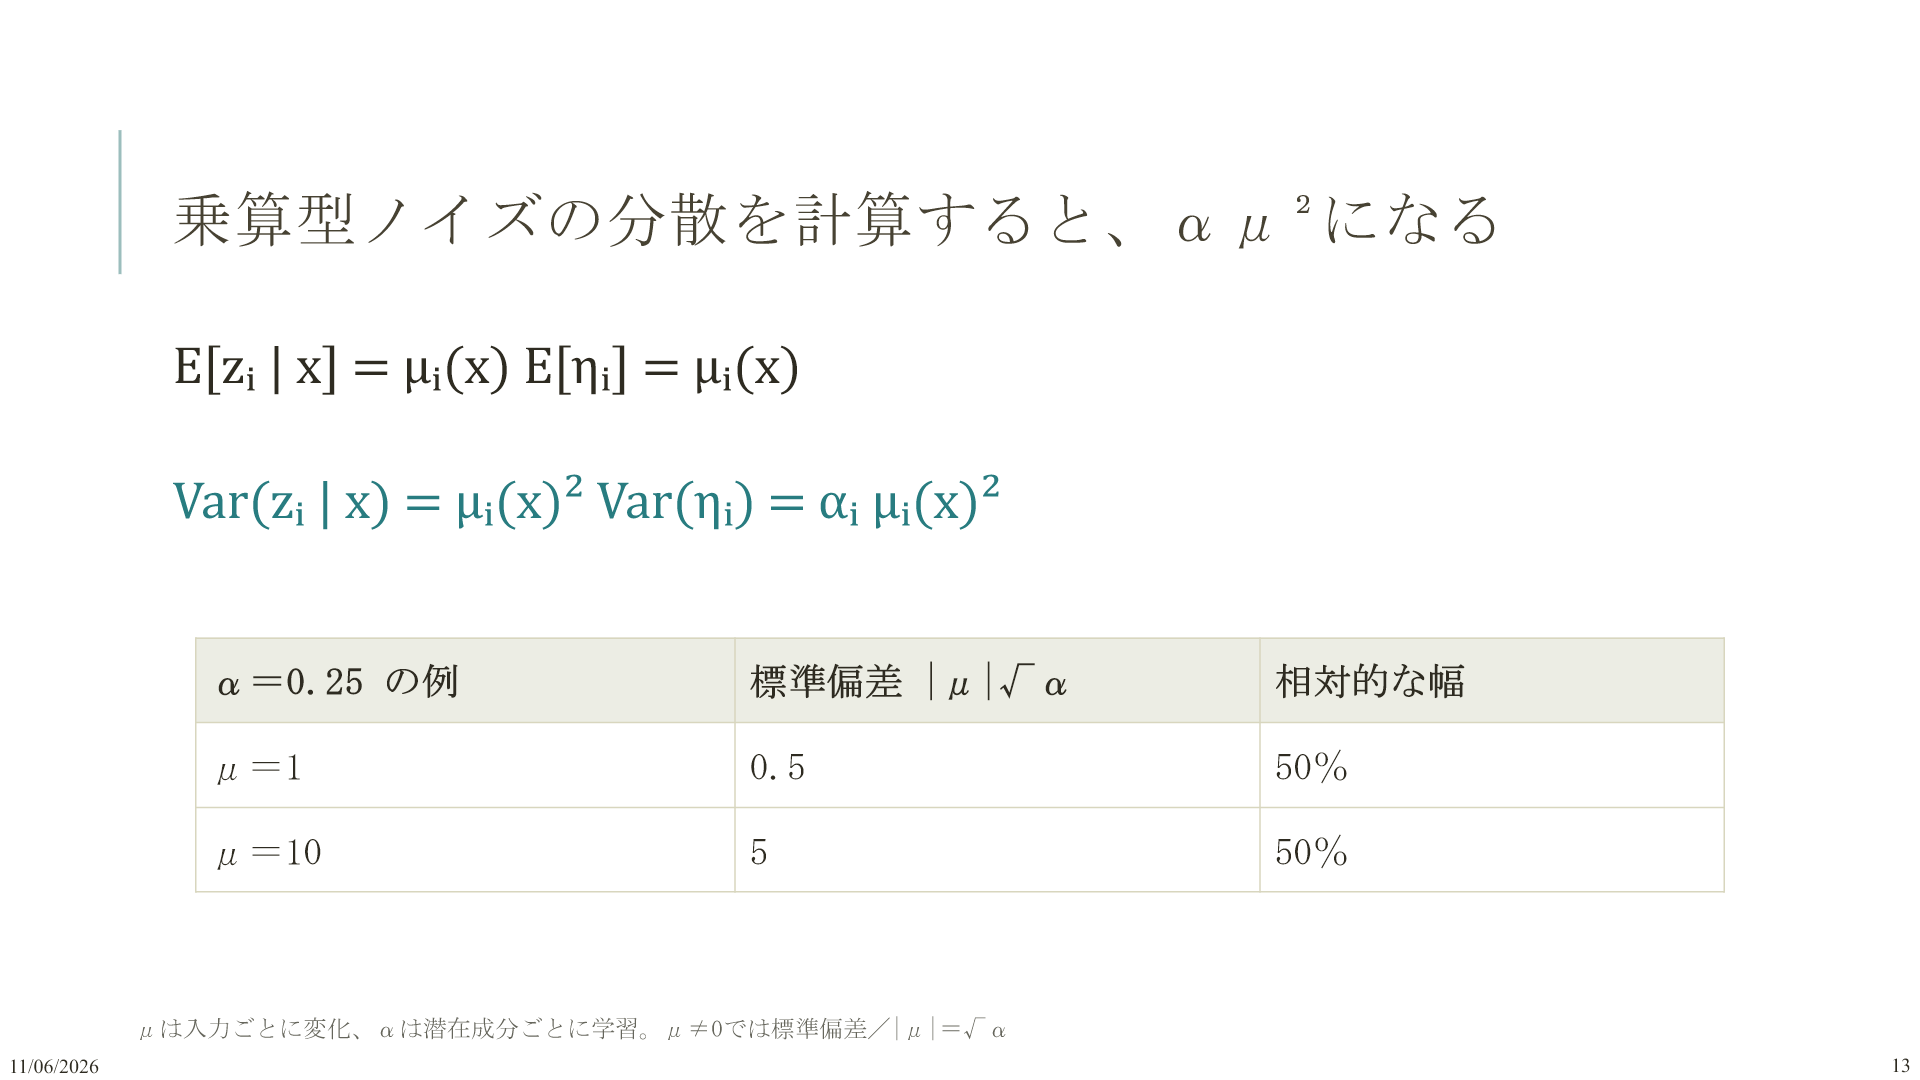 乗算型ノイズの分散を計算すると、αμ²になる
E[zᵢ | x] = μᵢ(x) E[ηᵢ] = μᵢ(x)
Var(zᵢ | x) = μᵢ(x)² Var(ηᵢ) = αᵢ μᵢ(x)²
α＝0.25 の例 標準偏差 |μ|√α 相対的な幅
μ＝1 0.5 50%
μ＝10 5 50%
μは入力ごとに変化、αは潜在成分ごとに学習。μ≠0では標準偏差／|μ|＝√α
11/06/2026 13